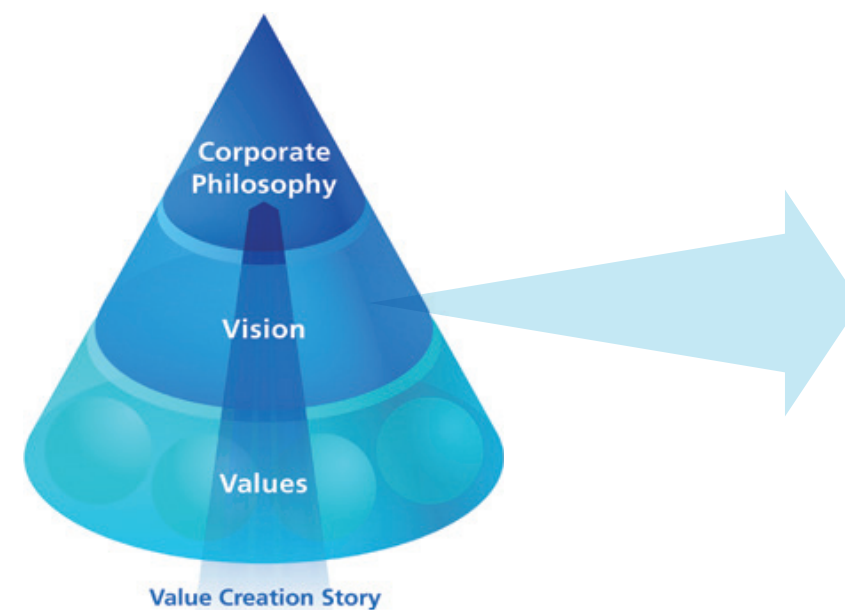 Corporate
Philosophy
Vision
Values
Value Creation Story